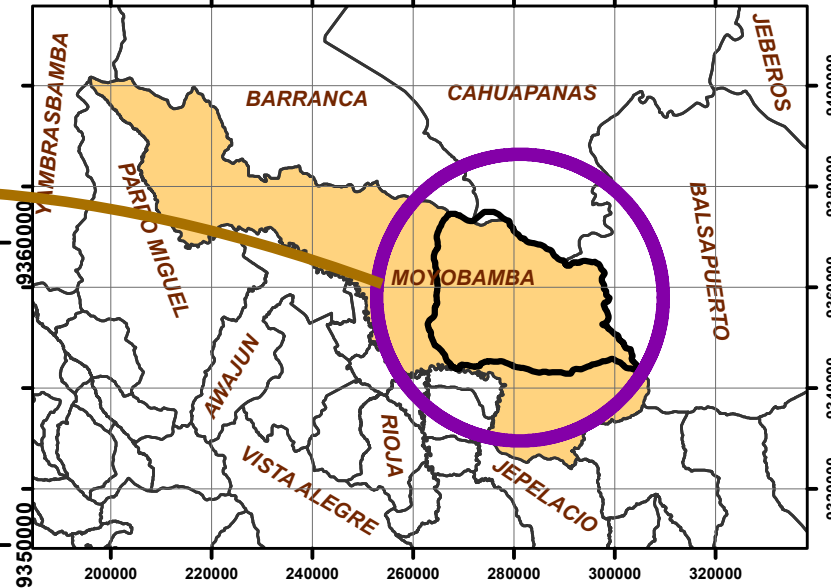 JEBEROS
YAMBRASBAMBA
BARRANCA
CAHUAPANAS
PARDO MIGUEL
BALSAPUERTO
9360000
MOYOBAMBA
AWAJUN
RIOJA
VISTA ALEGRE
JEPELACIO
9350000
200000 220000 240000 260000 280000 300000 320000